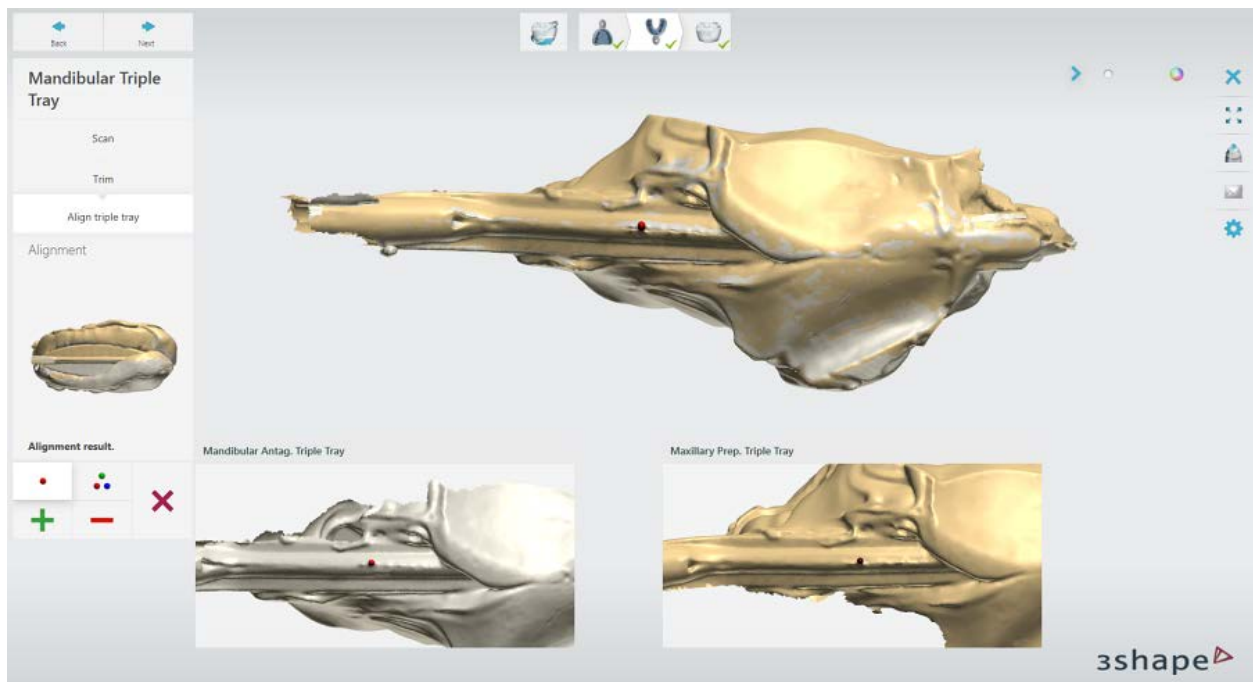 Back
Next
Mandibular Triple
Tray
Scan
Trim
Align triple tray
Alignment
Alignment result.
Mandibular Antag. Triple Tray
Maxillary Prep. Triple Tray
3shape